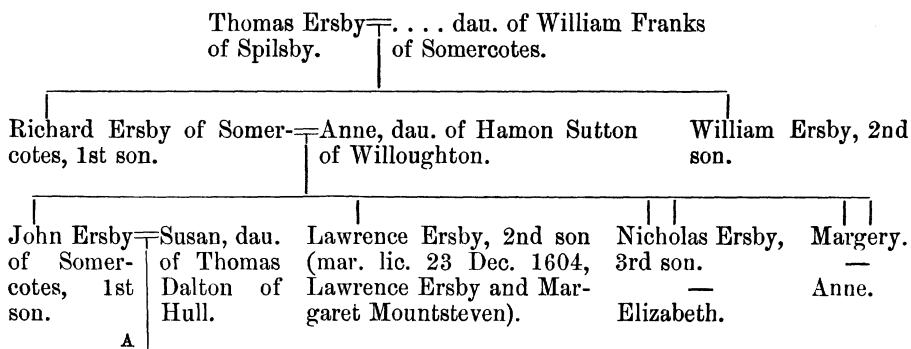 Thomas Ersby=.... dau. of William Franks
of Spilsby. of Somercotes.
Richard Ersby of Somer-=Anne, dau. of Hamon Sutton
cotes, 1st son. of Willoughton.
William Ersby, 2nd
son.
John Ersby=
of Somer-
cotes, 1st
son.
A
Susan, dau.
of Thomas
Dalton of
Hull.
Lawrence Ersby, 2nd son
(mar. lic. 23 Dec. 1604,
Lawrence Ersby and Mar-
garet Mountsteven).
Nicholas Ersby,
3rd son.
—
Elizabeth.
Margery.
—
Anne.